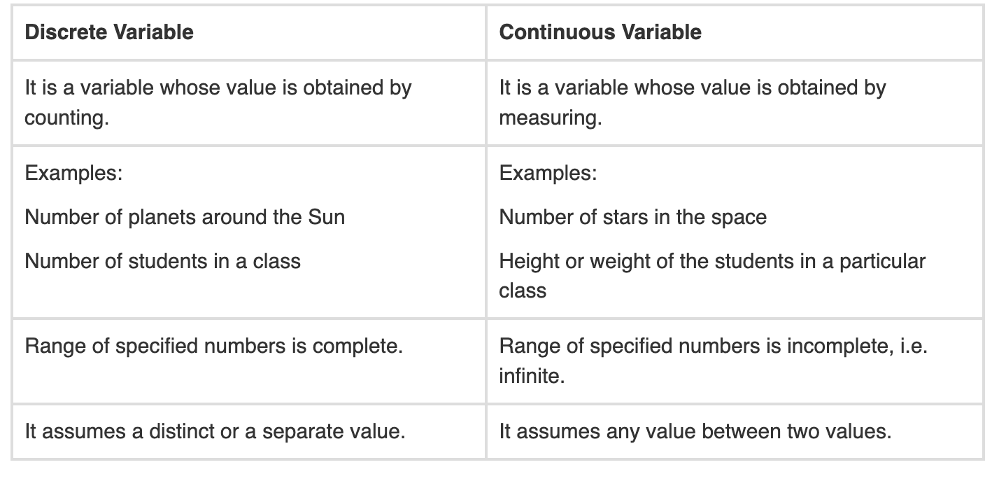 Discrete Variable
Continuous Variable
It is a variable whose value is obtained by
counting.
It is a variable whose value is obtained by
measuring.
Examples:
Number of planets around the Sun
Number of students in a class
Examples:
Number of stars in the space
Height or weight of the students in a particular
class
Range of specified numbers is complete.
Range of specified numbers is incomplete, i.e.
infinite.
It assumes a distinct or a separate value.
It assumes any value between two values.